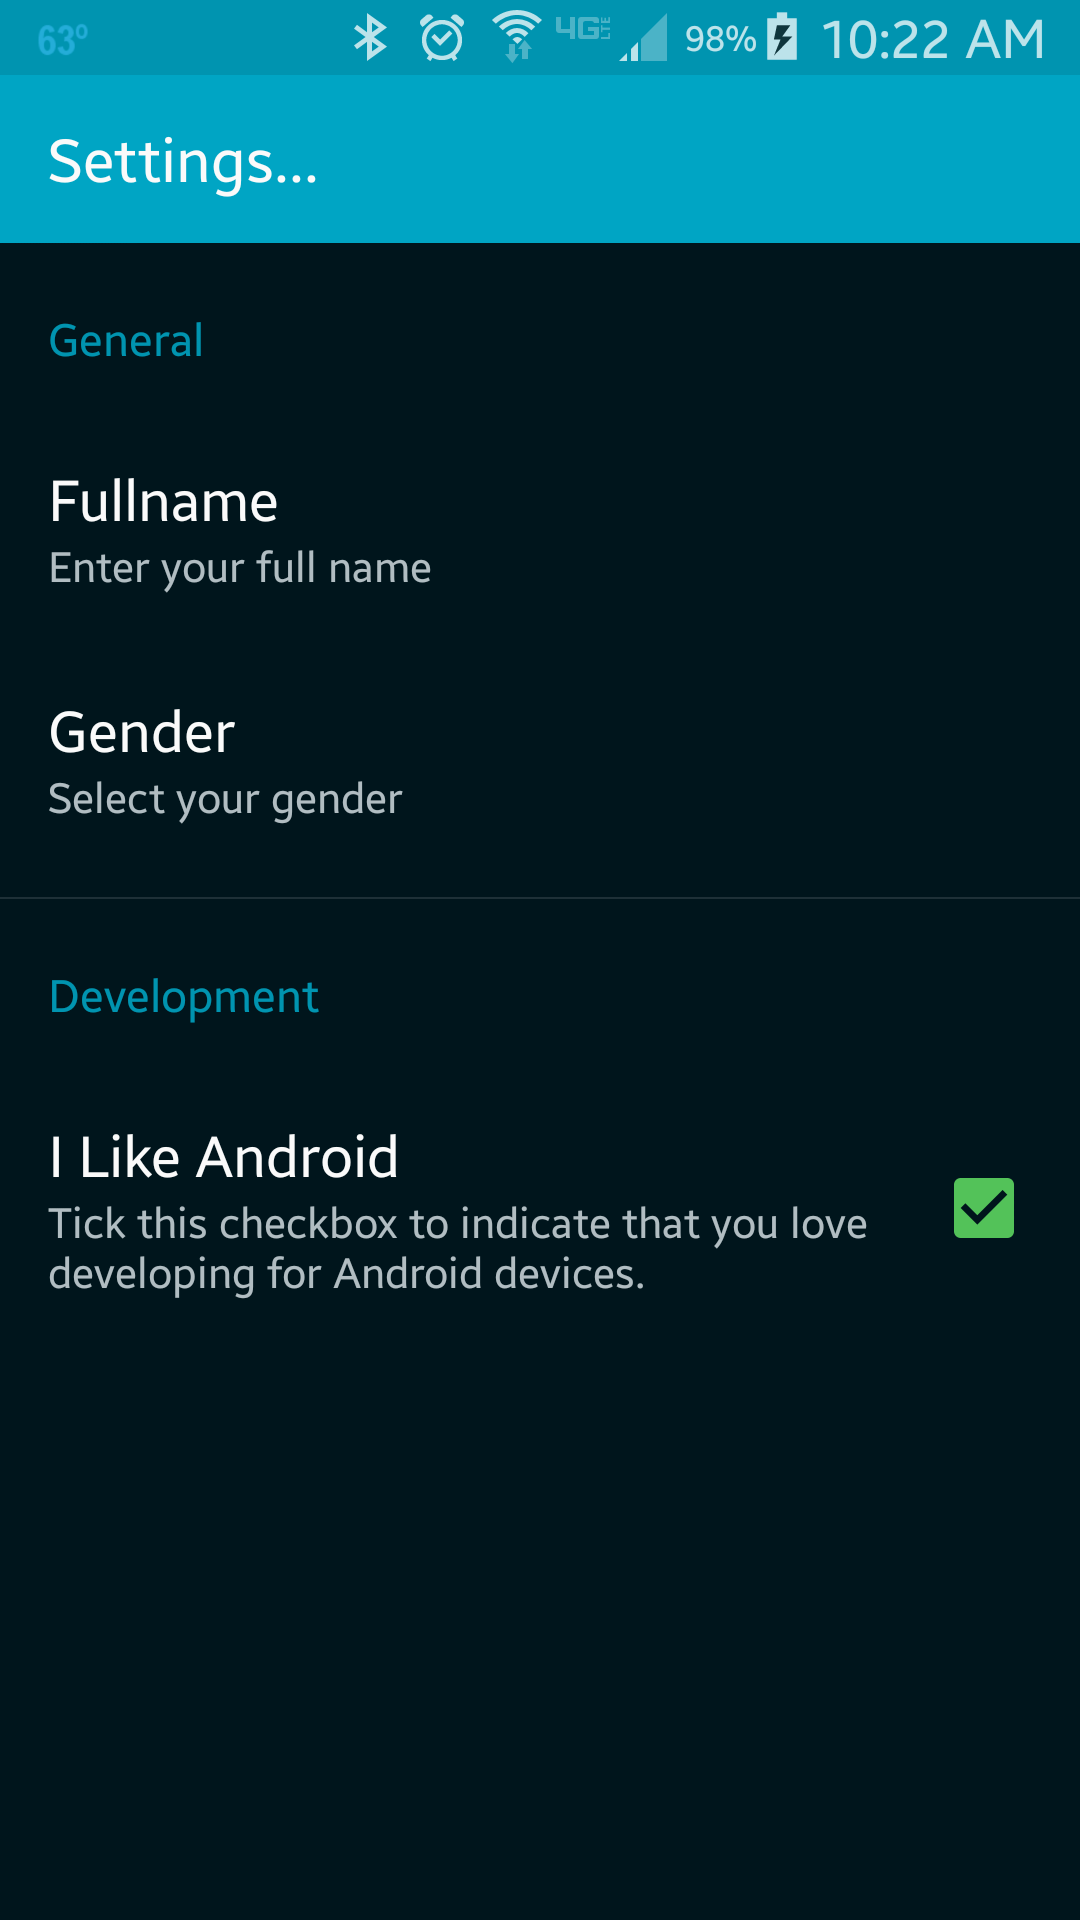 63° 4G LTE 98% 10:22 AM
Settings...
General
Fullname
Enter your full name
Gender
Select your gender
Development
I Like Android
Tick this checkbox to indicate that you love
developing for Android devices.